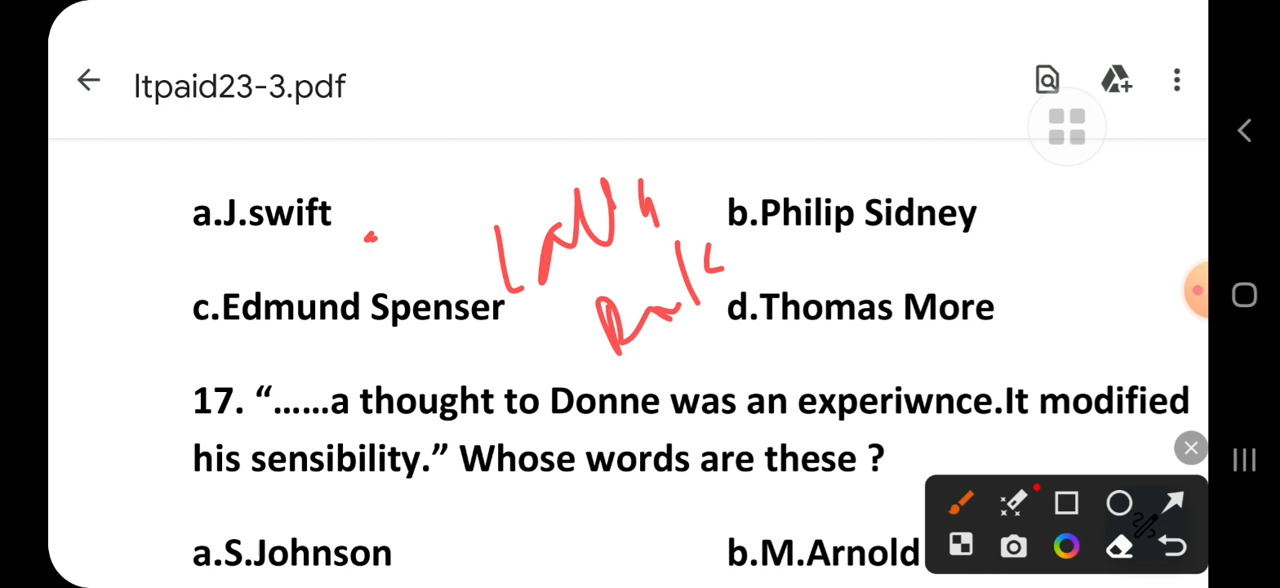 ltpaid23-3.pdf
a.J.swift
b.Philip Sidney
c.Edmund Spenser
d.Thomas More
17. “......a thought to Donne was an experiwnce.It modified
his sensibility.” Whose words are these ?
a.S.Johnson
b.M.Arnold